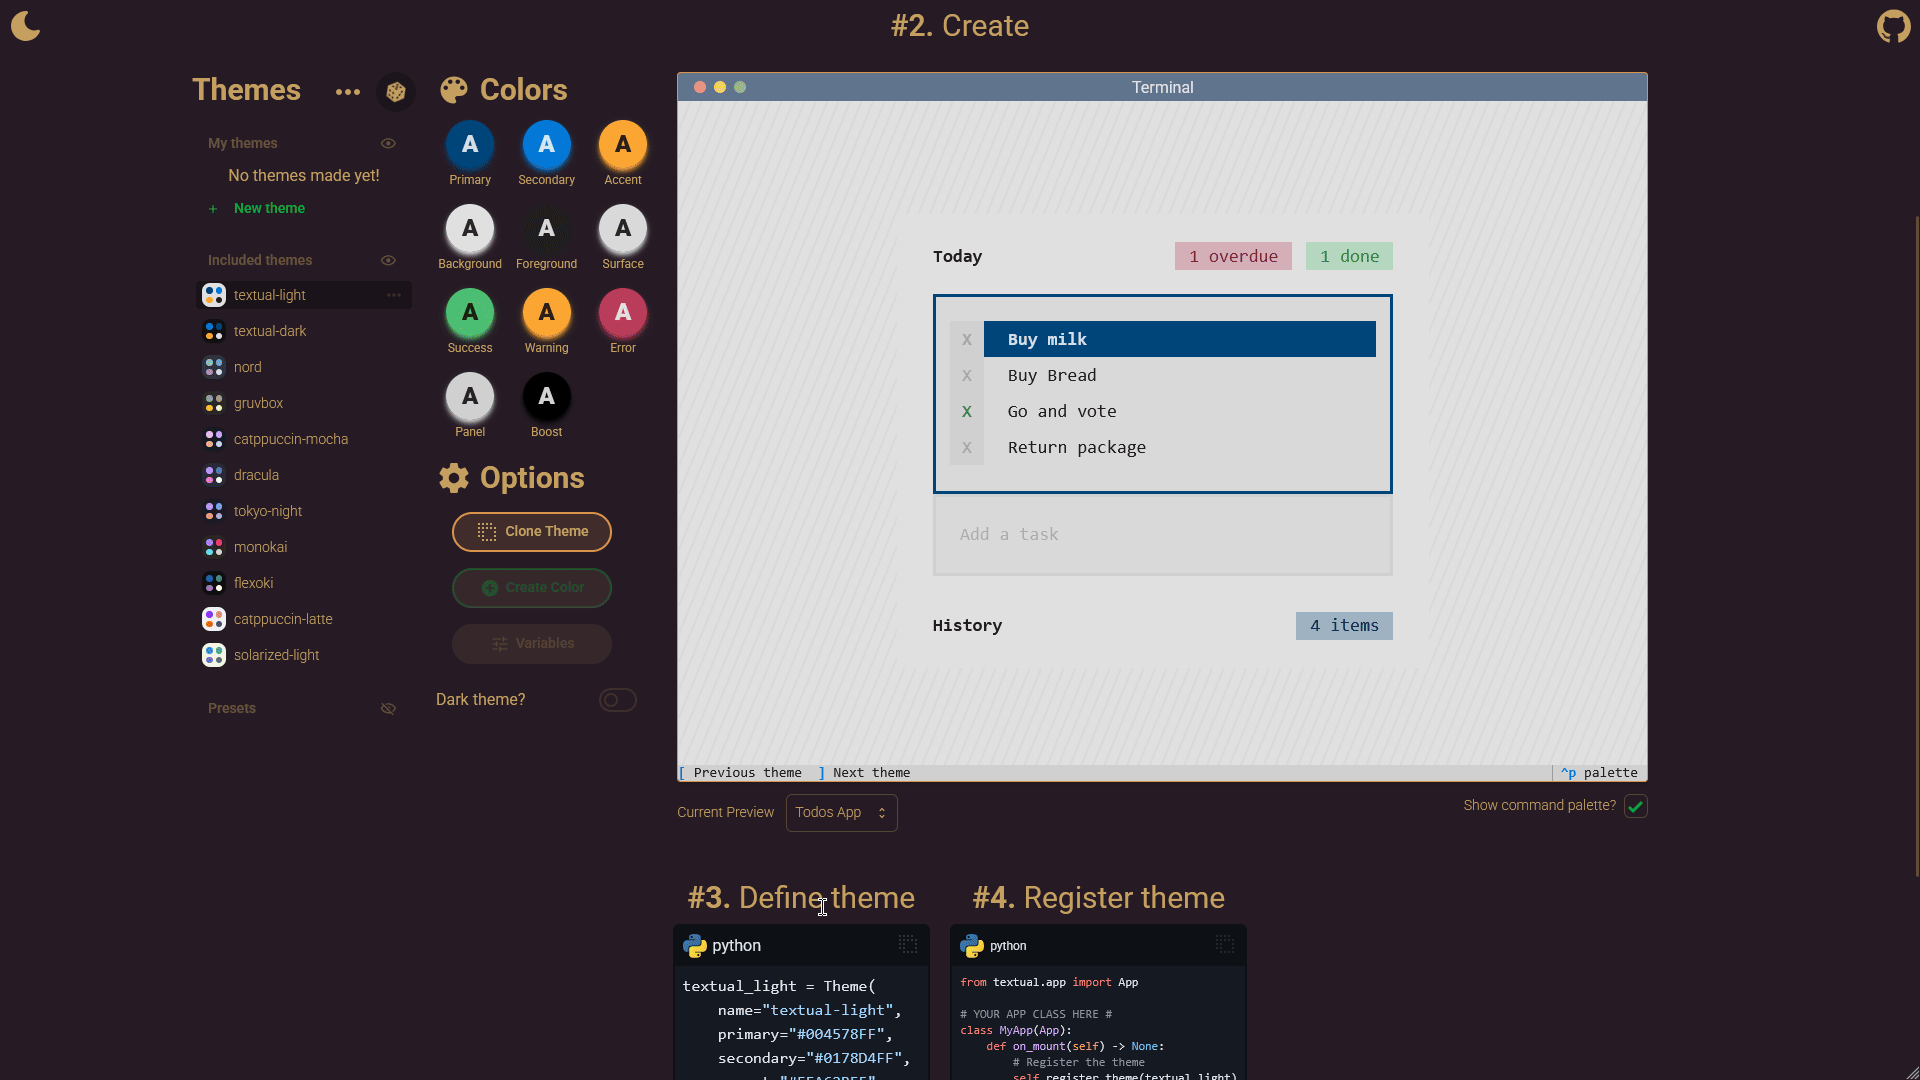 #2. Create
Themes
My themes
No themes made yet!
+ New theme
Included themes
textual-light
textual-dark
nord
gruvbox
catppuccin-mocha
dracula
tokyo-night
monokai
flexoki
catppuccin-latte
solarized-light
Presets
Colors
A A A
Primary Secondary Accent
A A A
Background Foreground Surface
A A A
Success Warning Error
A A
Panel Boost
Options
Clone Theme
Create Color
Variables
Dark theme?
Terminal
Today 1 overdue 1 done
X Buy milk
X Buy Bread
X Go and vote
X Return package
Add a task
History 4 items
[ Previous theme ] Next theme ^p palette
Current Preview Todos App
Show command palette?
#3. Define theme
python
textual_light = Theme(
name="textual-light",
primary="#004578FF",
secondary="#0178D4FF",
#4. Register theme
python
from textual.app import App
# YOUR APP CLASS HERE #
class MyApp(App):
def on_mount(self) -> None:
# Register the theme
self.register_theme(textual_light)